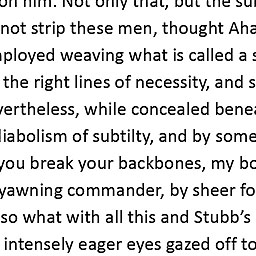 on him. Not only that, but the su
not strip these men, thought Aha
ployed weaving what is called a s
the right lines of necessity, and s
vertheless, while concealed bene
diabolism of subtilty, and by some
you break your backbones, my bo
yawning commander, by sheer fo
so what with all this and Stubb’s
intensely eager eyes gazed off to